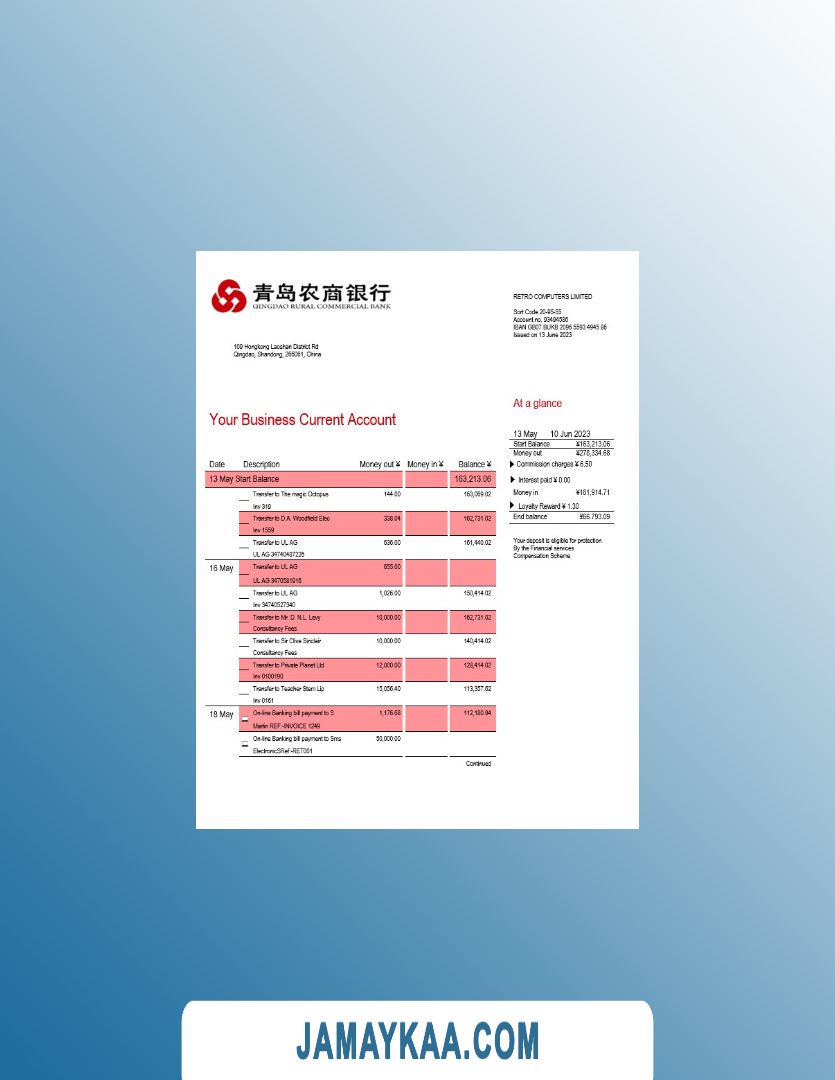 青岛农商银行
QINGDAO RURAL COMMERCIAL BANK
RETRO COMPUTERS LIMITED
Sort Code 20-95-55
Account no. 93494586
IBAN GB07 BUKB 2096 5593 4945 86
Issued on 13 June 2023
109 Hongkong Laoshan District Rd
Qingdao, Shandong, 266061, China
At a glance
Your Business Current Account
13 May 10 Jun 2023
Start Balance ¥163,213.06
Money out ¥278,334.68
Commission charges ¥ 6.50
Interest paid ¥ 0.00
Money in ¥161,914.71
Loyalty Reward ¥ 1.30
End balance ¥66.793.09
Your deposit is eligible for protection
By the Financial services
Compensation Scheme
Date Description Money out ¥ Money in ¥ Balance ¥
13 May Start Balance 163,213.06
Transfer to The magic Octopus 144.00 163,069.02
Inv 319
Transfer to D.A. Woodfield Elec 338.04 162,731.02
Inv 1559
Transfer to UL AG 636.00 161,440.02
UL AG 34740487226
16 May Transfer to UL AG 655.00
UL AG 3470531916
Transfer to UL AG 1,026.00 150,414.02
Inv 34740527340
Transfer to Mr. D. N.L. Levy 10,000.00 162,731.02
Consultancy Fees
Transfer to Sir Clive Sinclair 10,000.00 140,414.02
Consultancy Fees
Transfer to Private Planet Ltd 12,000.00 128,414.02
Inv 0100190
Transfer to Teacher Stern Lip 15,056.40 113,357.62
Inv 0161
18 May On-line Banking bill payment to S 1,176.68 112,180.94
Martin REF:-INVOICE 1249
On-line Banking bill payment to Sms 50,000.00
ElectronicSRef:-RET001
Continued
JAMAYKAA.COM